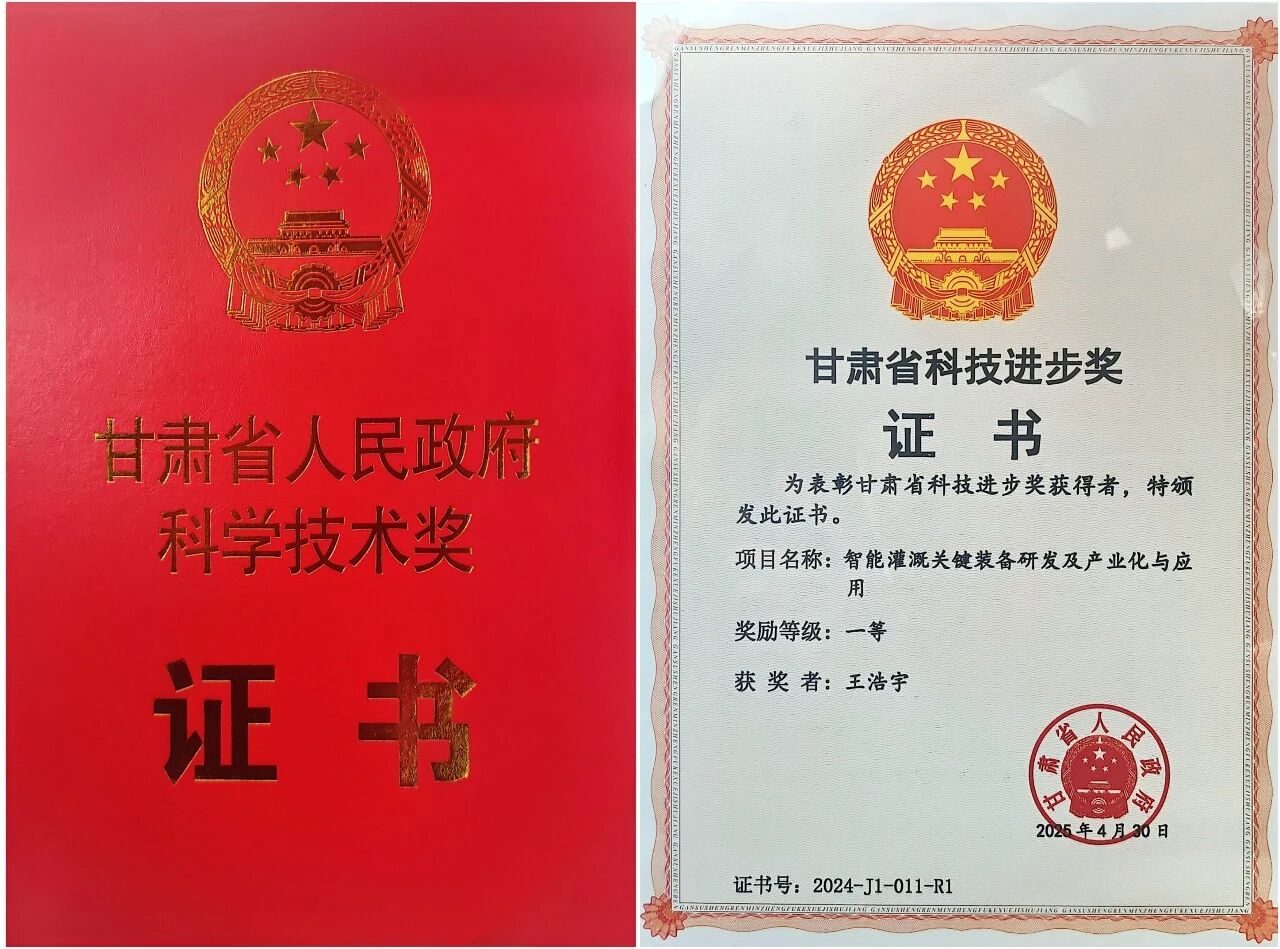 甘肃省人民政府
科学技术奖
证 书
GANSUSHENGRENMINZHENGFUKEXUEJISHUJIANG
甘肃省科技进步奖
证 书
为表彰甘肃省科技进步奖获得者，特颁
发此证书。
项目名称：智能灌溉关键装备研发及产业化与应
用
奖励等级：一等
获 奖 者：王浩宇
甘肃省人民政府
2025年4月30日
证书号：2024-J1-011-R1